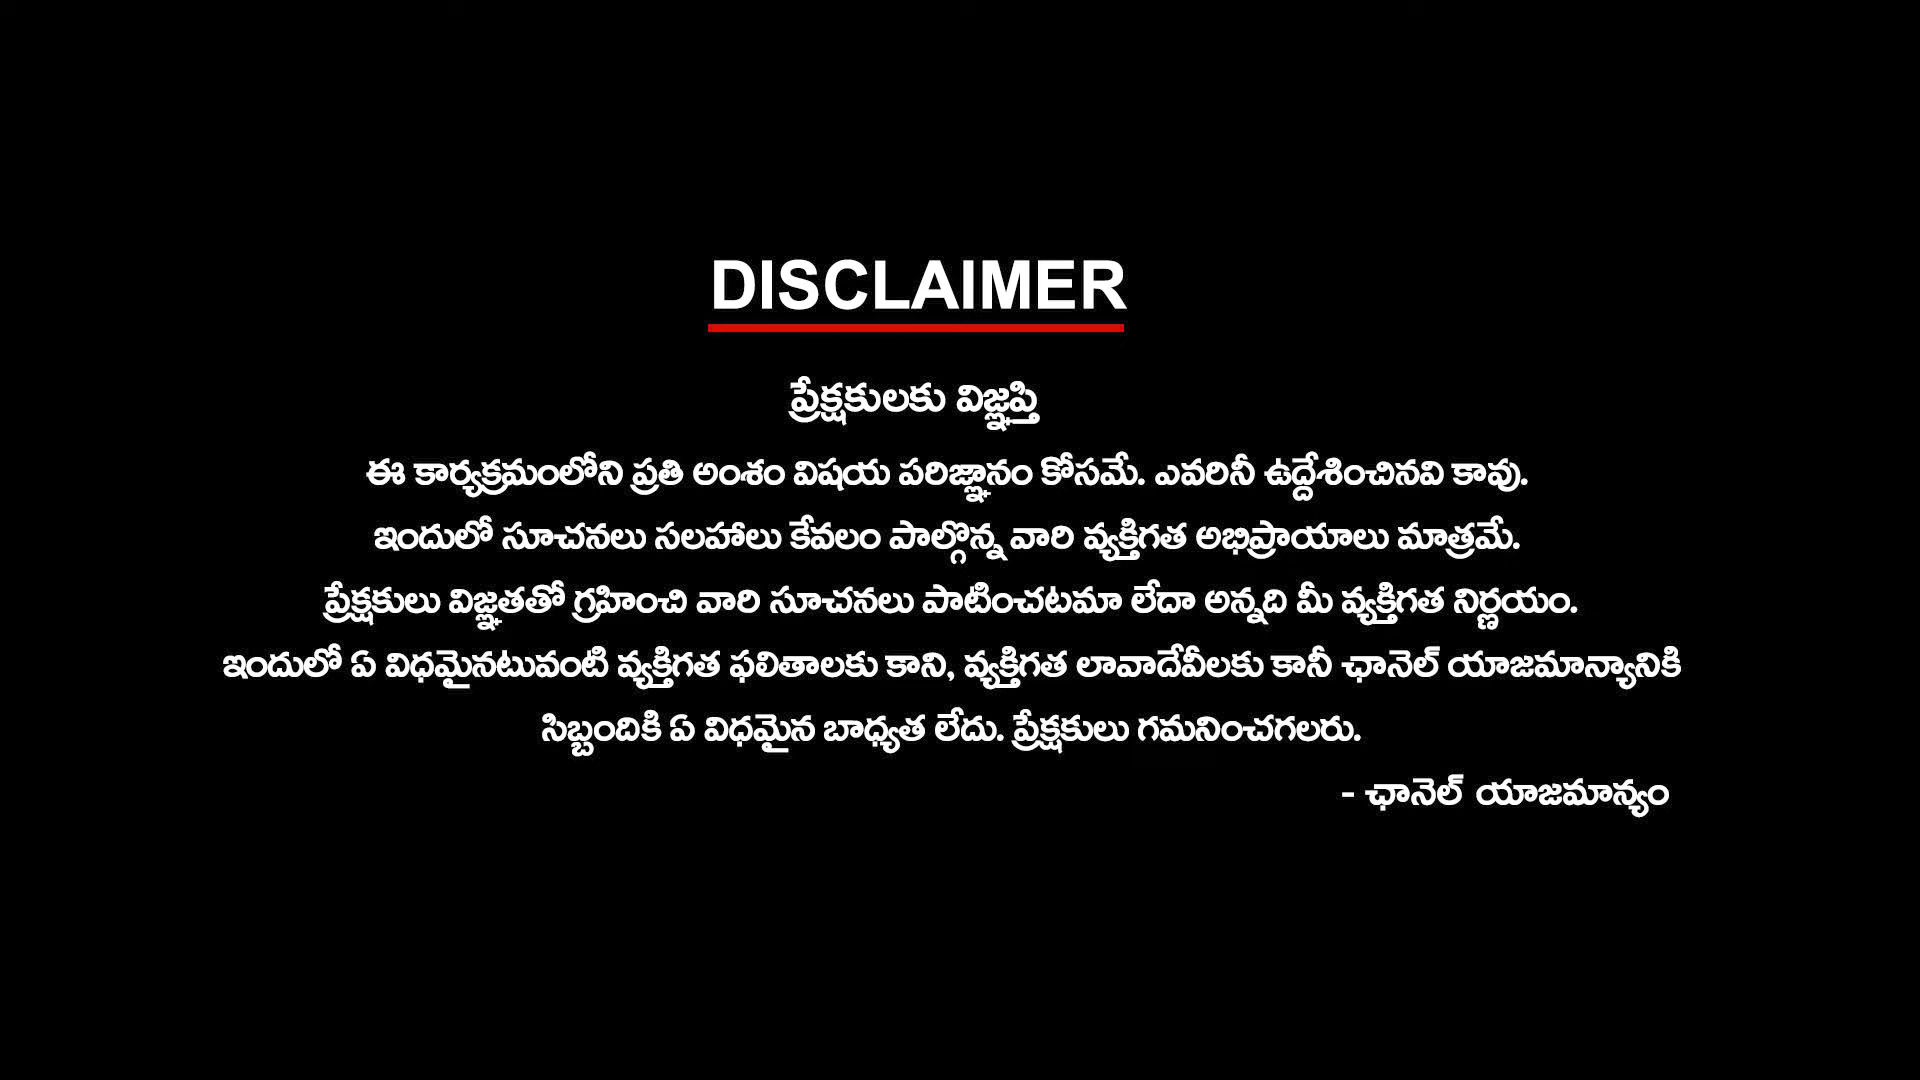 DISCLAIMER
ప్రేక్షకులకు విజ్ఞప్తి
ఈ కార్యక్రమంలోని ప్రతి అంశం విషయ పరిజ్ఞానం కోసమే. ఎవరినీ ఉద్దేశించినవి కావు.
ఇందులో సూచనలు సలహాలు కేవలం పాల్గొన్న వారి వ్యక్తిగత అభిప్రాయాలు మాత్రమే.
ప్రేక్షకులు విజ్ఞతతో గ్రహించి వారి సూచనలు పాటించటమా లేదా అన్నది మీ వ్యక్తిగత నిర్ణయం.
ఇందులో ఏ విధమైనటువంటి వ్యక్తిగత ఫలితాలకు కాని, వ్యక్తిగత లావాదేవీలకు కానీ ఛానెల్ యాజమాన్యానికి
సిబ్బందికి ఏ విధమైన బాధ్యత లేదు. ప్రేక్షకులు గమనించగలరు.
- ఛానెల్ యాజమాన్యం